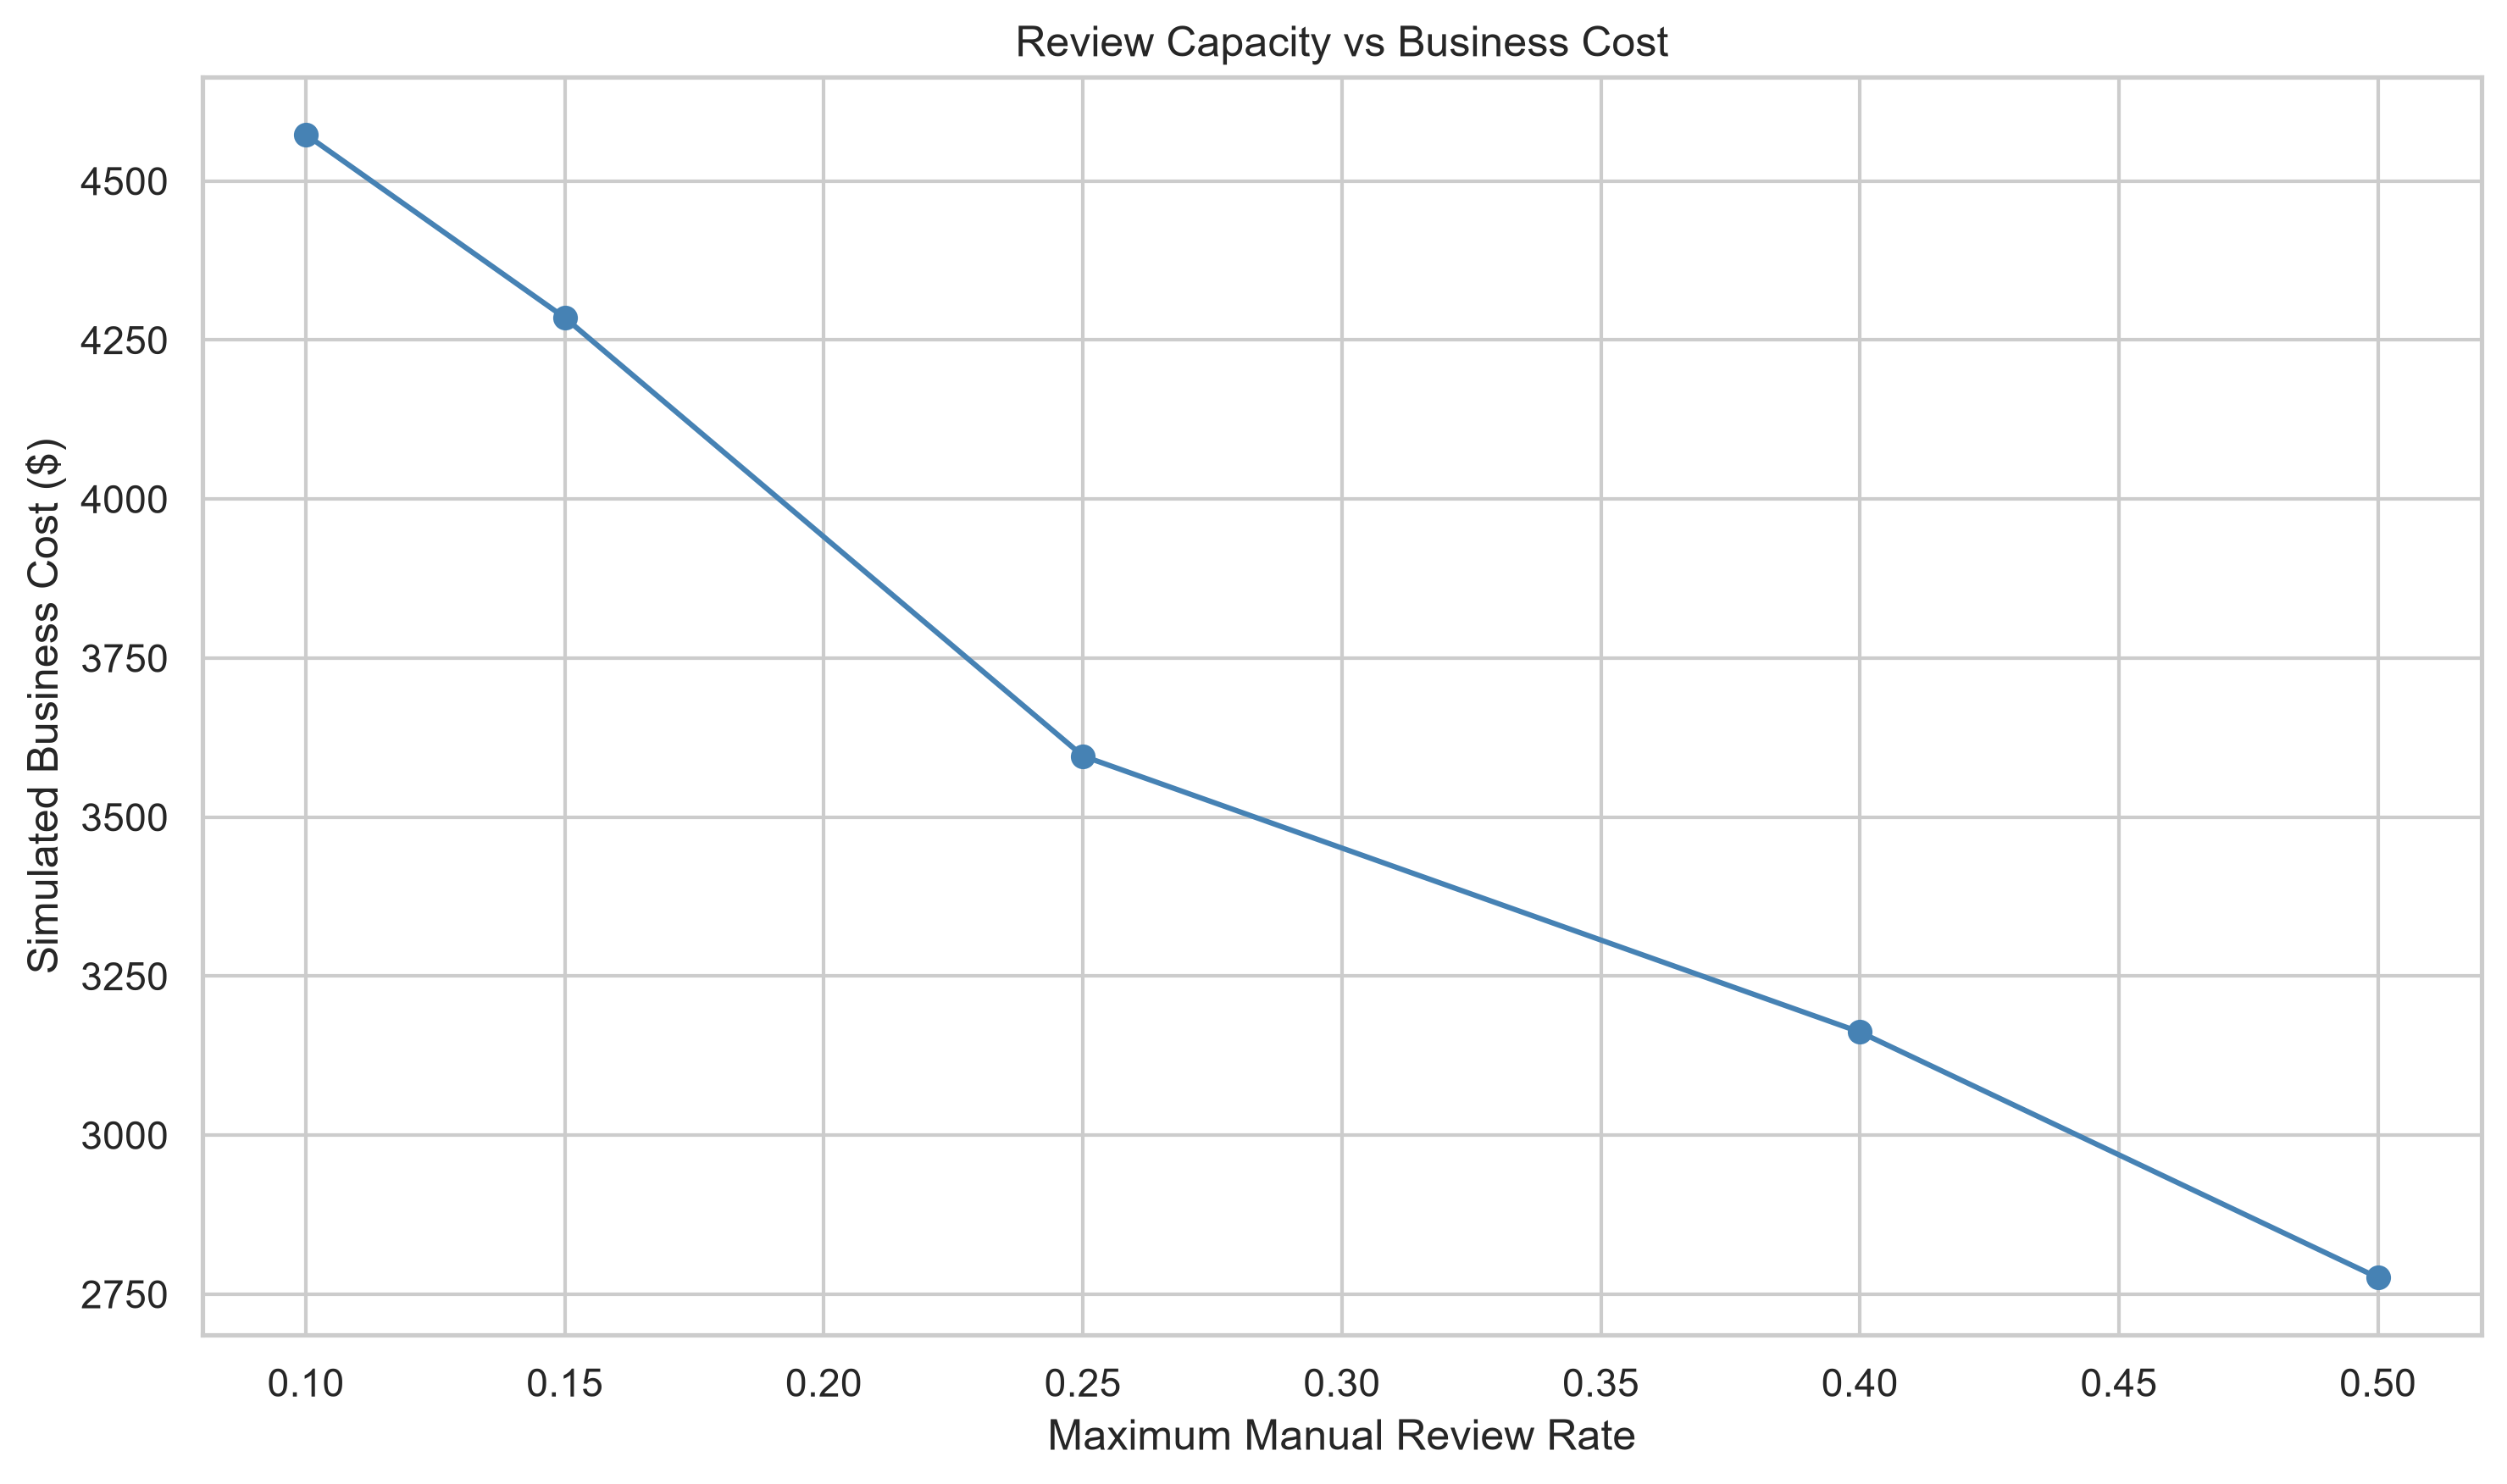 Review Capacity vs Business Cost
Simulated Business Cost ($)
4500
4250
4000
3750
3500
3250
3000
2750
0.10 0.15 0.20 0.25 0.30 0.35 0.40 0.45 0.50
Maximum Manual Review Rate